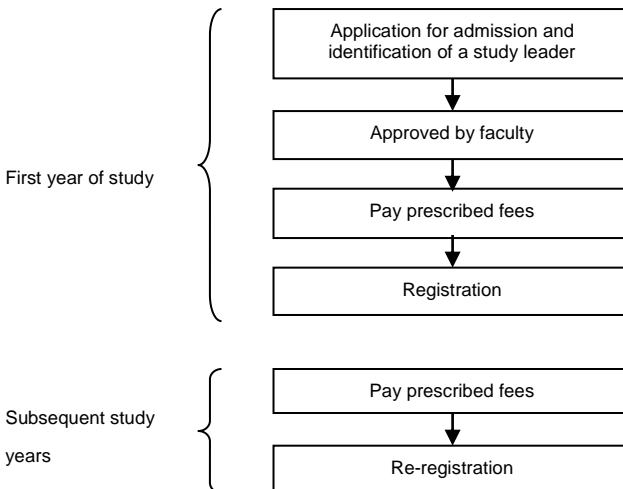 Application for admission and
identification of a study leader
Approved by faculty
First year of study
Pay prescribed fees
Registration
Pay prescribed fees
Subsequent study
years
Re-registration